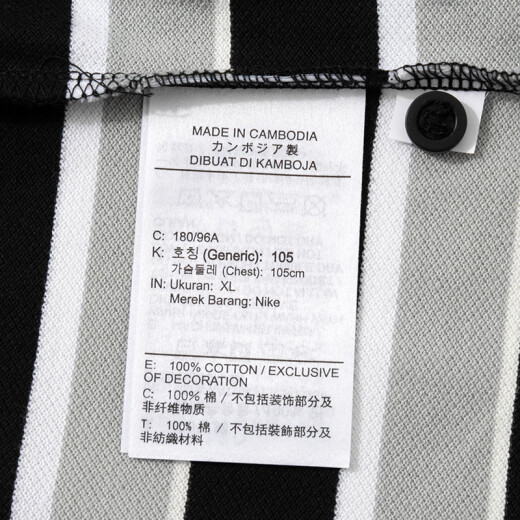 MADE IN CAMBODIA
カンボジア製
DIBUAT DI KAMBOJA
C: 180/96A
K: 호칭 (Generic): 105
가슴둘레 (Chest): 105cm
IN: Ukuran: XL
Merek Barang: Nike
E: 100% COTTON / EXCLUSIVE
OF DECORATION
C: 100% 棉 / 不包括装饰部分及
非纤维物质
T: 100% 棉 / 不包括裝飾部分及
非紡織材料